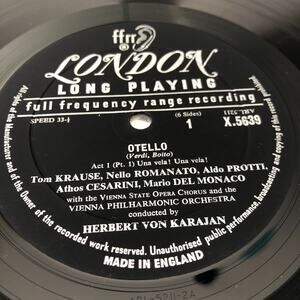 ffrr
LONDON
LONG PLAYING
full frequency range recording
SPEED 33⅓
(6 Sides)
1
ARL 5211
X.5639
OTELLO
(Verdi, Boito)
Act 1 (Pt. 1) Una vela! Una vela!
Tom KRAUSE, Nello ROMANATO, Aldo PROTTI,
Athos CESARINI, Mario DEL MONACO
with the VIENNA STATE OPERA CHORUS and the
VIENNA PHILHARMONIC ORCHESTRA
conducted by
HERBERT VON KARAJAN
All rights of the Manufacturer and of the Owner of the recorded work reserved. Unauthorised public performance, broadcasting and copying of this record prohibited
MADE IN ENGLAND